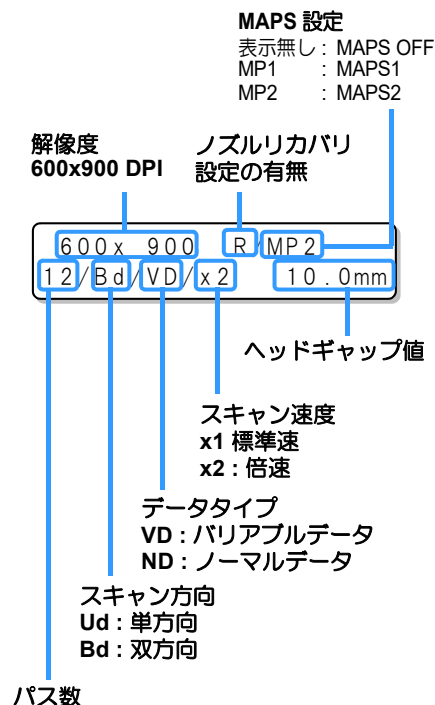 MAPS 設定
表示無し : MAPS OFF
MP1 : MAPS1
MP2 : MAPS2
解像度
600x900 DPI
ノズルリカバリ
設定の有無
600x 900 R/MP2
12/Bd/VD/x2 10.0mm
ヘッドギャップ値
スキャン速度
x1 標準速
x2 : 倍速
データタイプ
VD : バリアブルデータ
ND : ノーマルデータ
スキャン方向
Ud : 単方向
Bd : 双方向
パス数